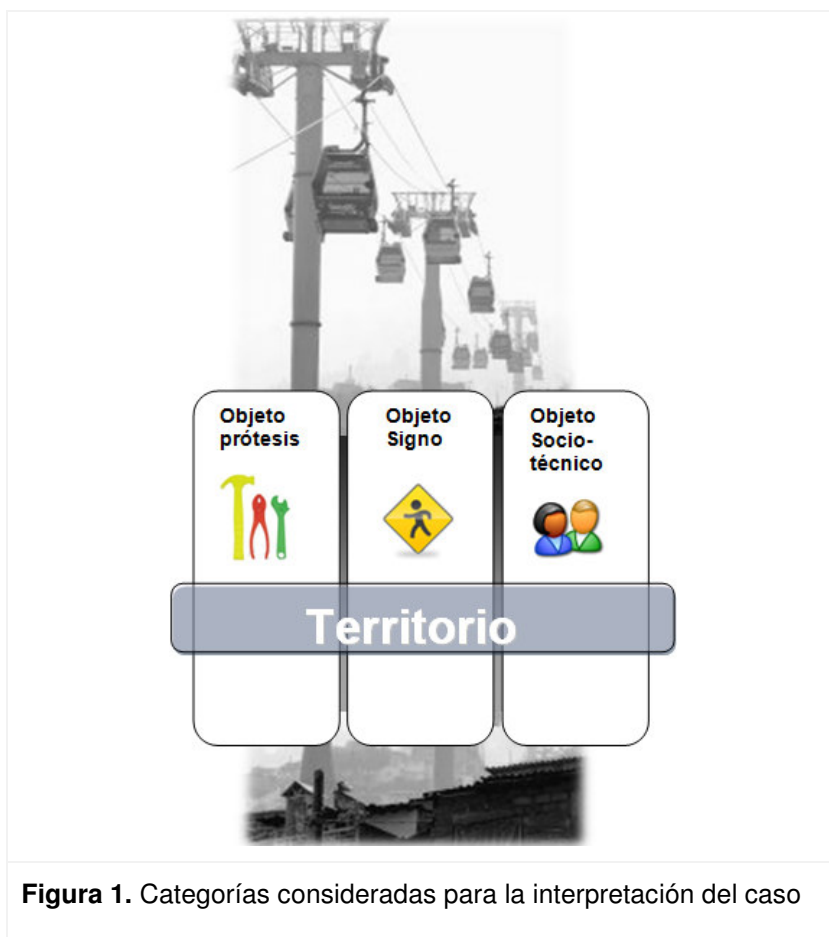 Objeto
prótesis
Objeto
Signo
Objeto
Socio-
técnico
Territorio
Figura 1. Categorías consideradas para la interpretación del caso